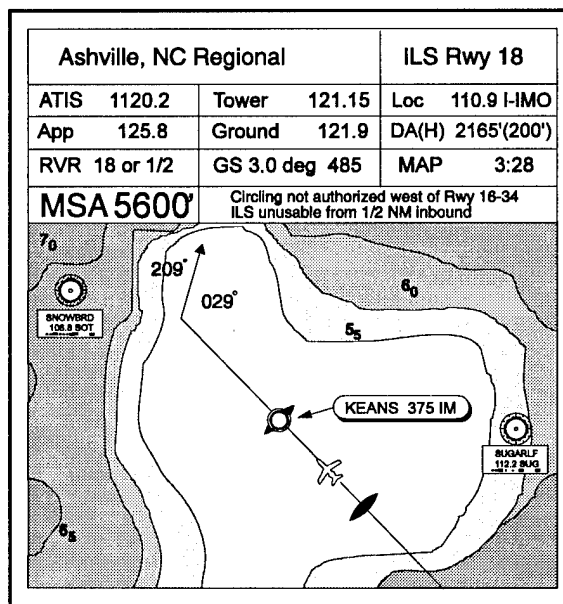 Ashville, NC Regional
ILS Rwy 18
ATIS 1120.2
Tower 121.15
Loc 110.9 I-IMO
App 125.8
Ground 121.9
DA(H) 2165'(200')
RVR 18 or 1/2
GS 3.0 deg 485
MAP 3:28
MSA 5600'
Circling not authorized west of Rwy 16-34
ILS unusable from 1/2 NM inbound
7₀
209°
029°
6₀
SNOWBRD
108.8 SOT
5₅
KEANS 375 IM
SUGARLF
112.2 SUG
6₅